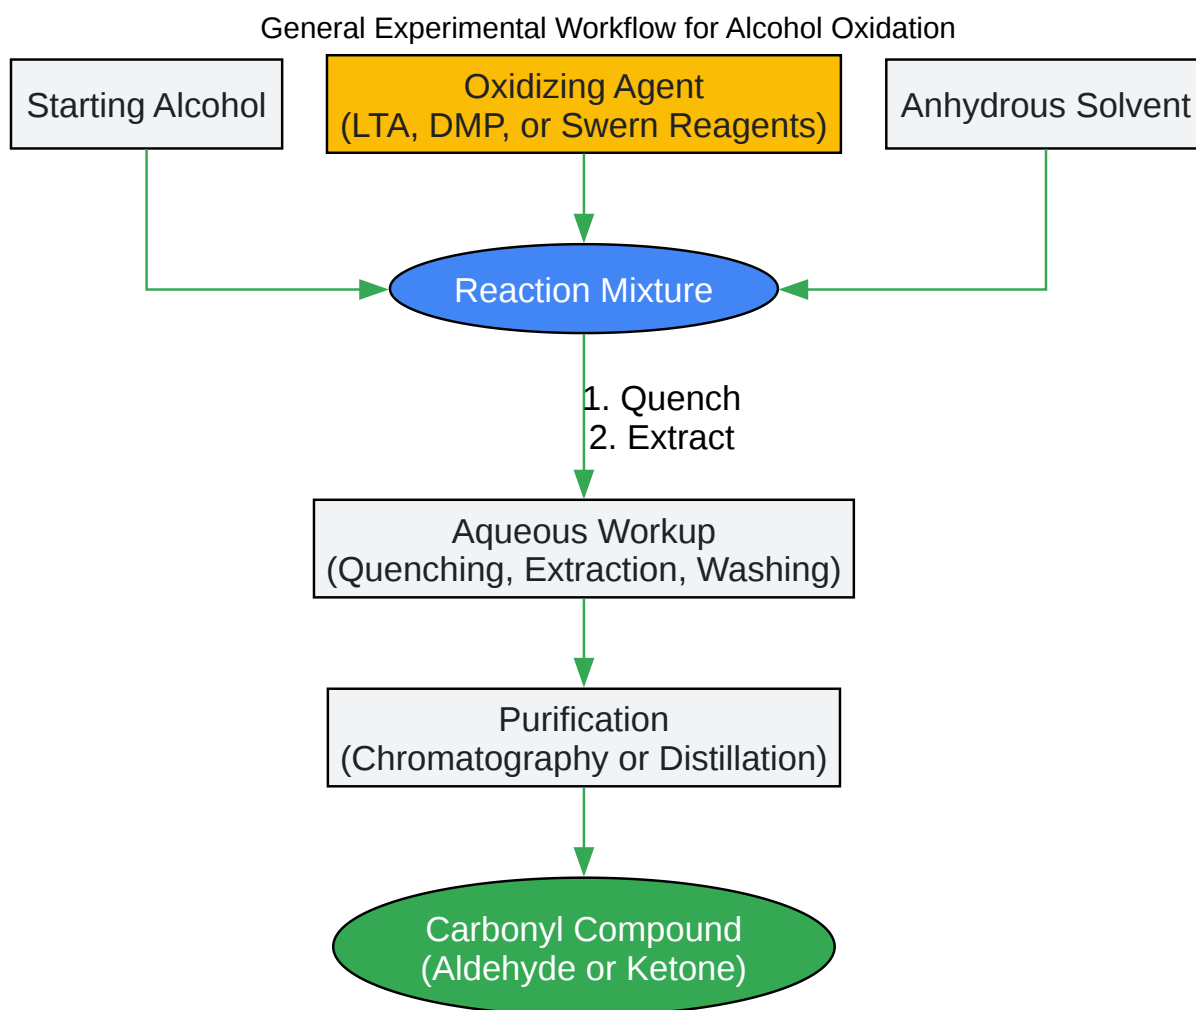 General Experimental Workflow for Alcohol Oxidation
Starting Alcohol
Oxidizing Agent
(LTA, DMP, or Swern Reagents)
Anhydrous Solvent
Reaction Mixture
1. Quench
2. Extract
Aqueous Workup
(Quenching, Extraction, Washing)
Purification
(Chromatography or Distillation)
Carbonyl Compound
(Aldehyde or Ketone)